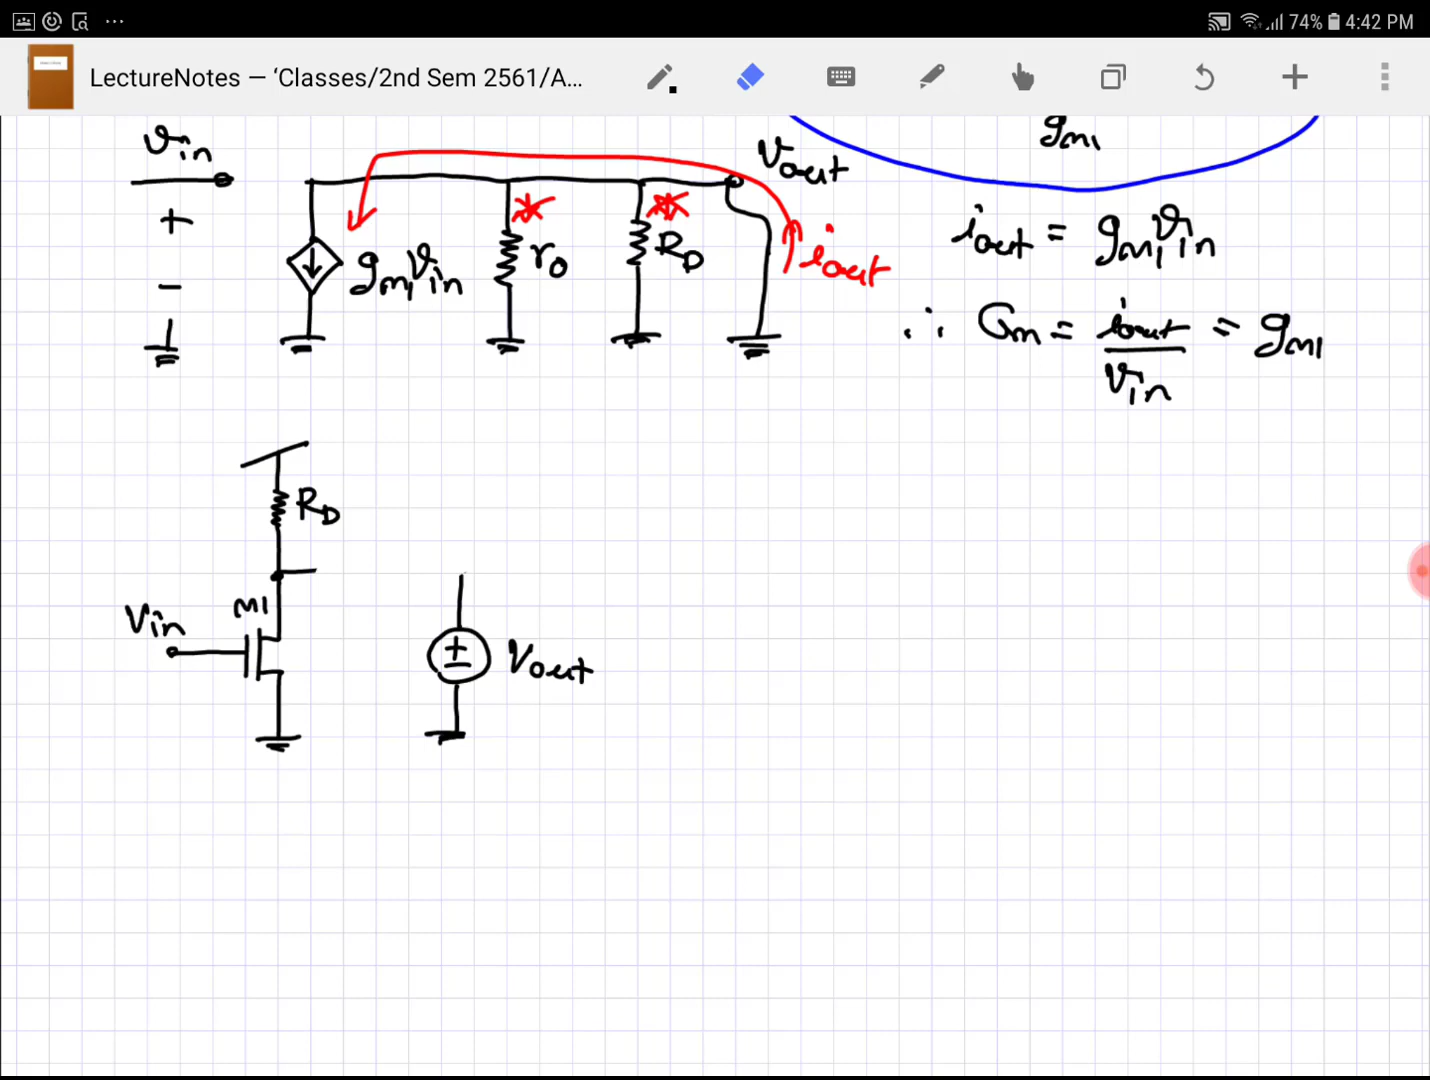 74% 4:42 PM
LectureNotes — ‘Classes/2nd Sem 2561/A...
gm1
vin
+
-
gm1vin
ro
RD
vout
iout
iout = gm1vin
∴ Gm = iout/vin = gm1
RD
M1
Vin
+
-
Vout